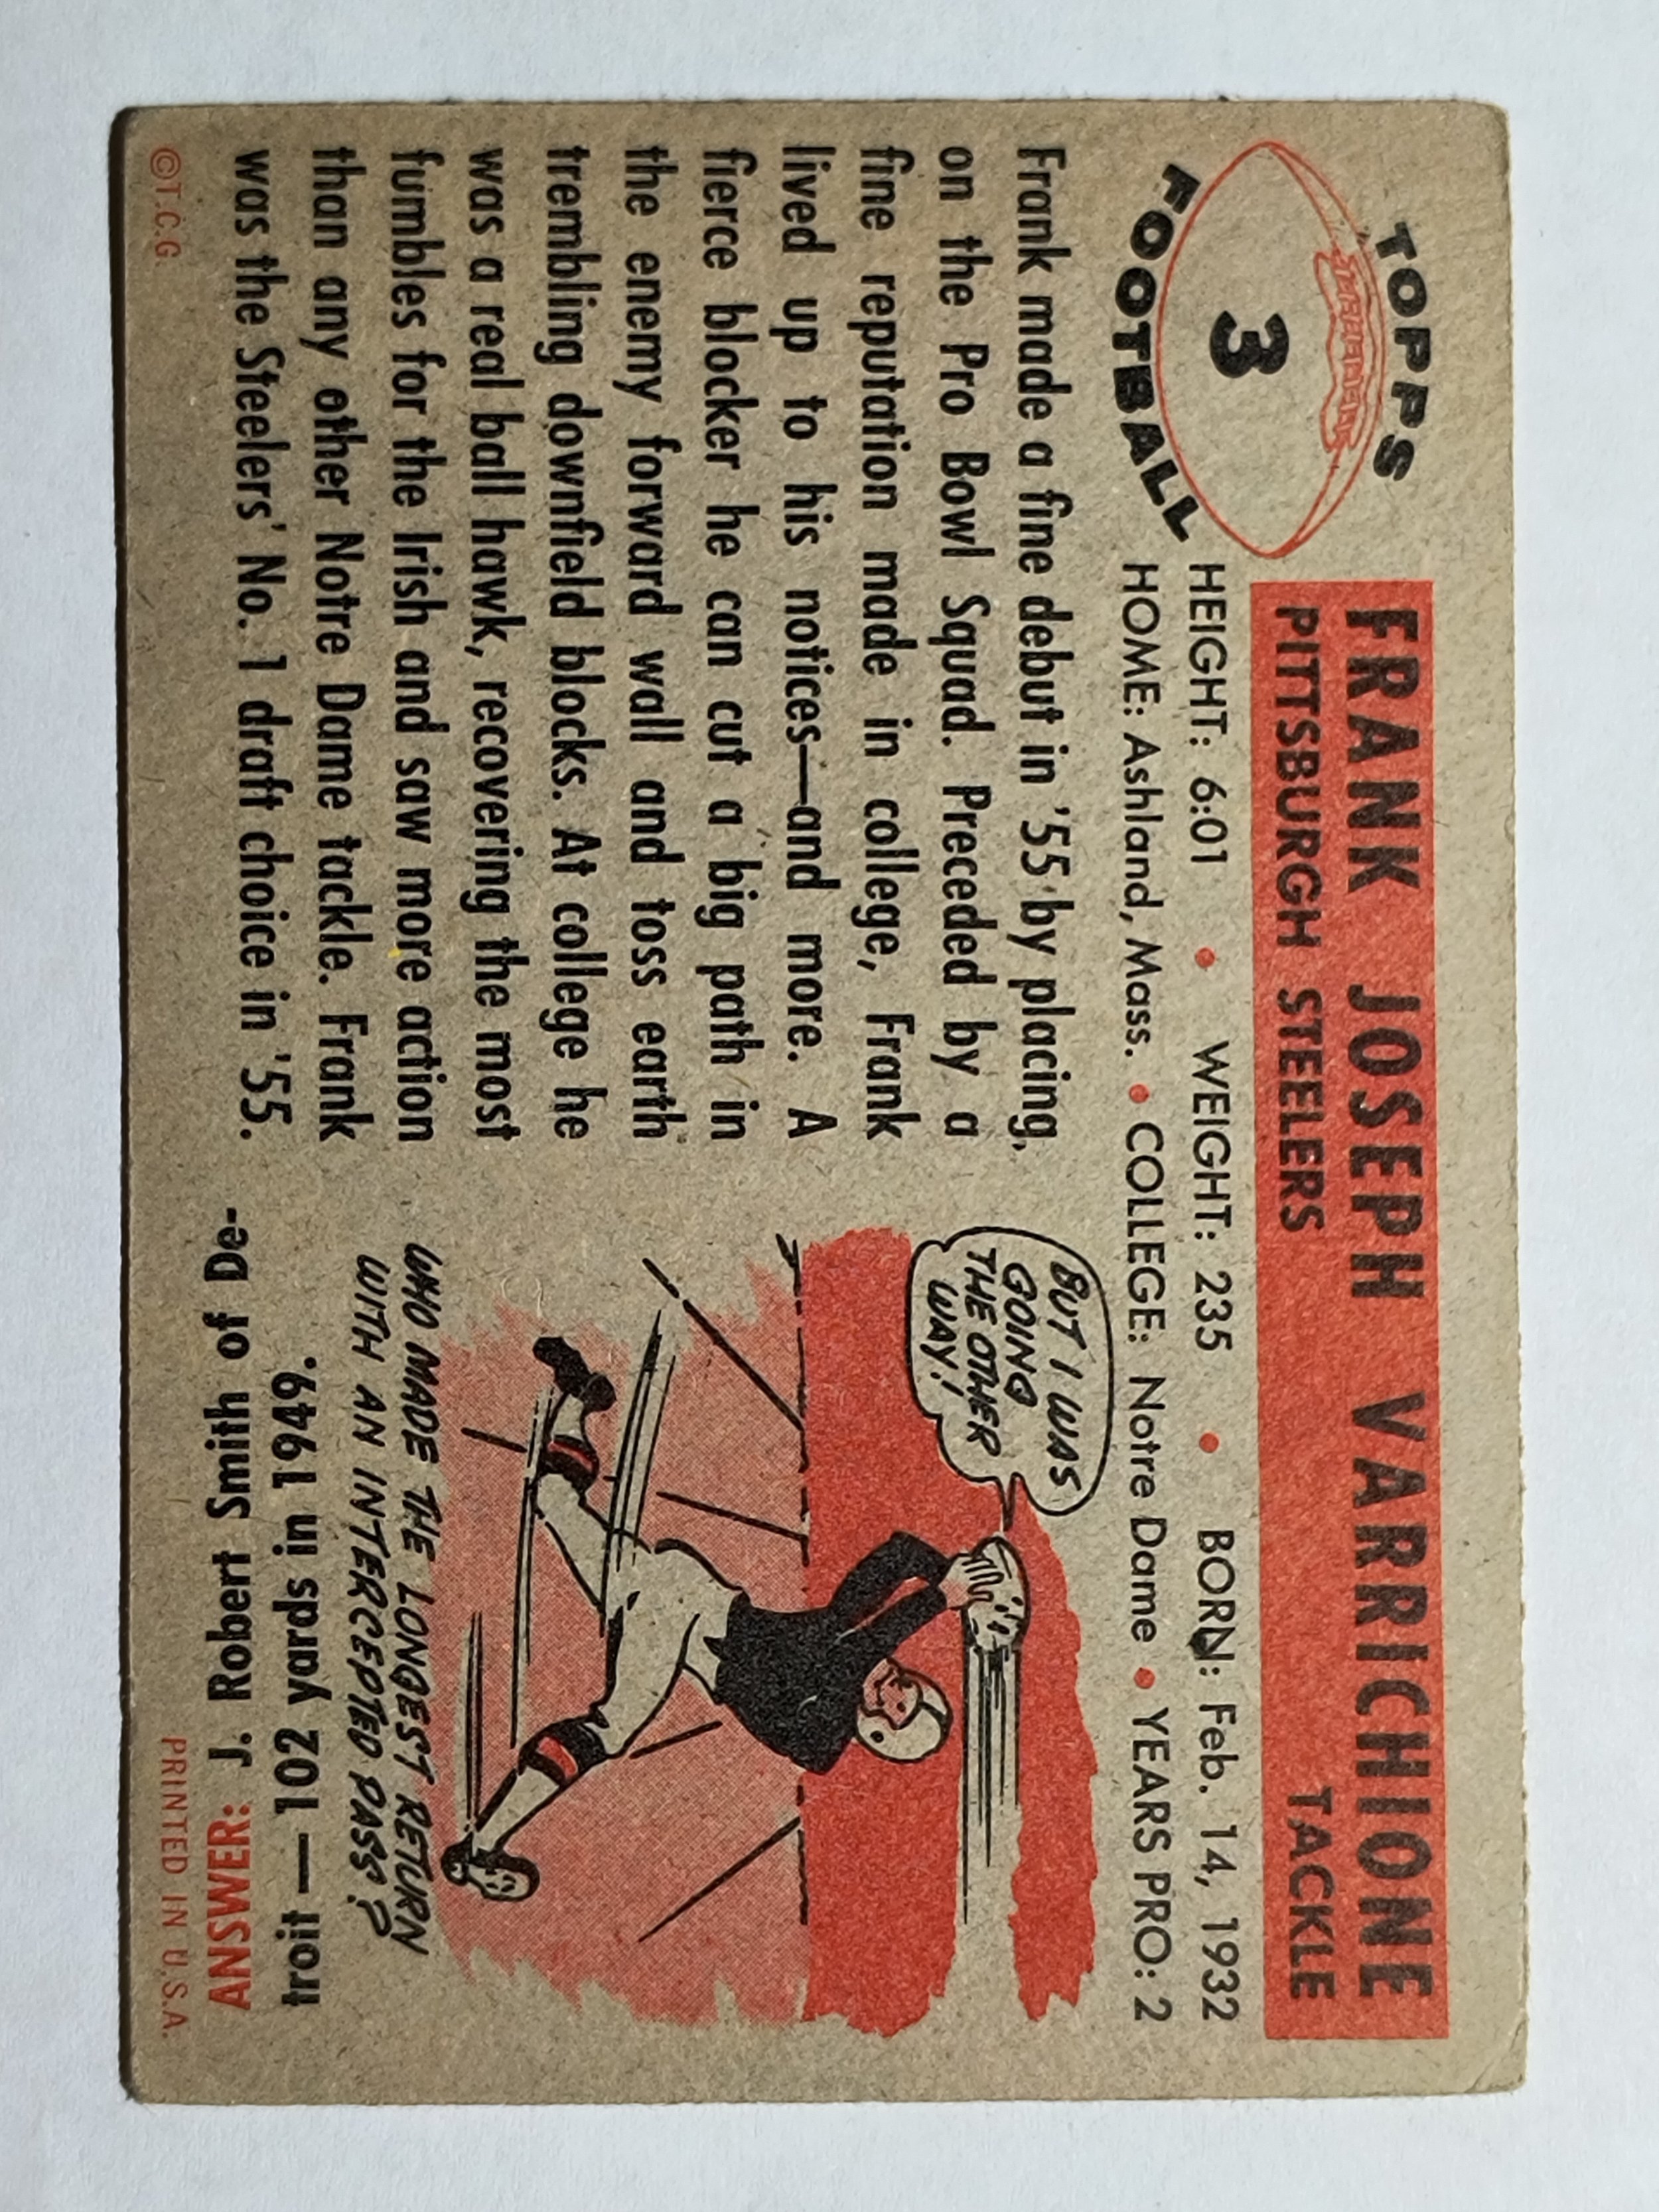 TOPPS
3
FOOTBALL
FRANK JOSEPH VARRICHIONE
PITTSBURGH STEELERS TACKLE
HEIGHT: 6:01 • WEIGHT: 235 • BORN: Feb. 14, 1932
HOME: Ashland, Mass. • COLLEGE: Notre Dame • YEARS PRO: 2
Frank made a fine debut in '55 by placing
on the Pro Bowl Squad. Preceded by a
fine reputation made in college, Frank
lived up to his notices—and more. A
fierce blocker he can cut a big path in
the enemy forward wall and toss earth
trembling downfield blocks. At college he
was a real ball hawk, recovering the most
fumbles for the Irish and saw more action
than any other Notre Dame tackle. Frank
was the Steelers' No. 1 draft choice in '55.
BUT I WAS
GOING
THE OTHER
WAY!
WHO MADE THE LONGEST RETURN
WITH AN INTERCEPTED PASS?
ANSWER: J. Robert Smith of De-
troit — 102 yards in 1949.
©T.C.G.
PRINTED IN U.S.A.